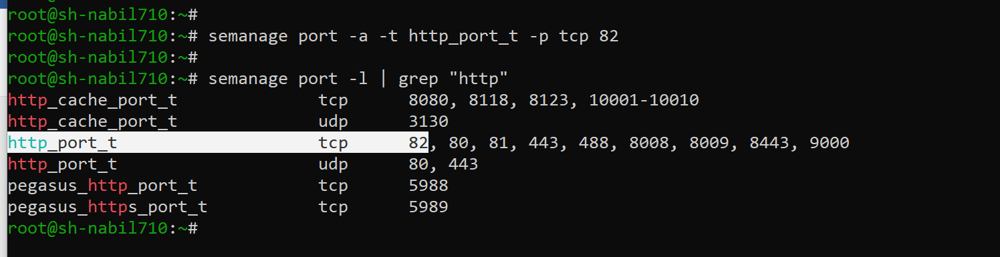 root@sh-nabil710:~#
root@sh-nabil710:~# semanage port -a -t http_port_t -p tcp 82
root@sh-nabil710:~#
root@sh-nabil710:~# semanage port -l | grep "http"
http_cache_port_t              tcp      8080, 8118, 8123, 10001-10010
http_cache_port_t              udp      3130
http_port_t                    tcp      82, 80, 81, 443, 488, 8008, 8009, 8443, 9000
http_port_t                    udp      80, 443
pegasus_http_port_t            tcp      5988
pegasus_https_port_t           tcp      5989
root@sh-nabil710:~#